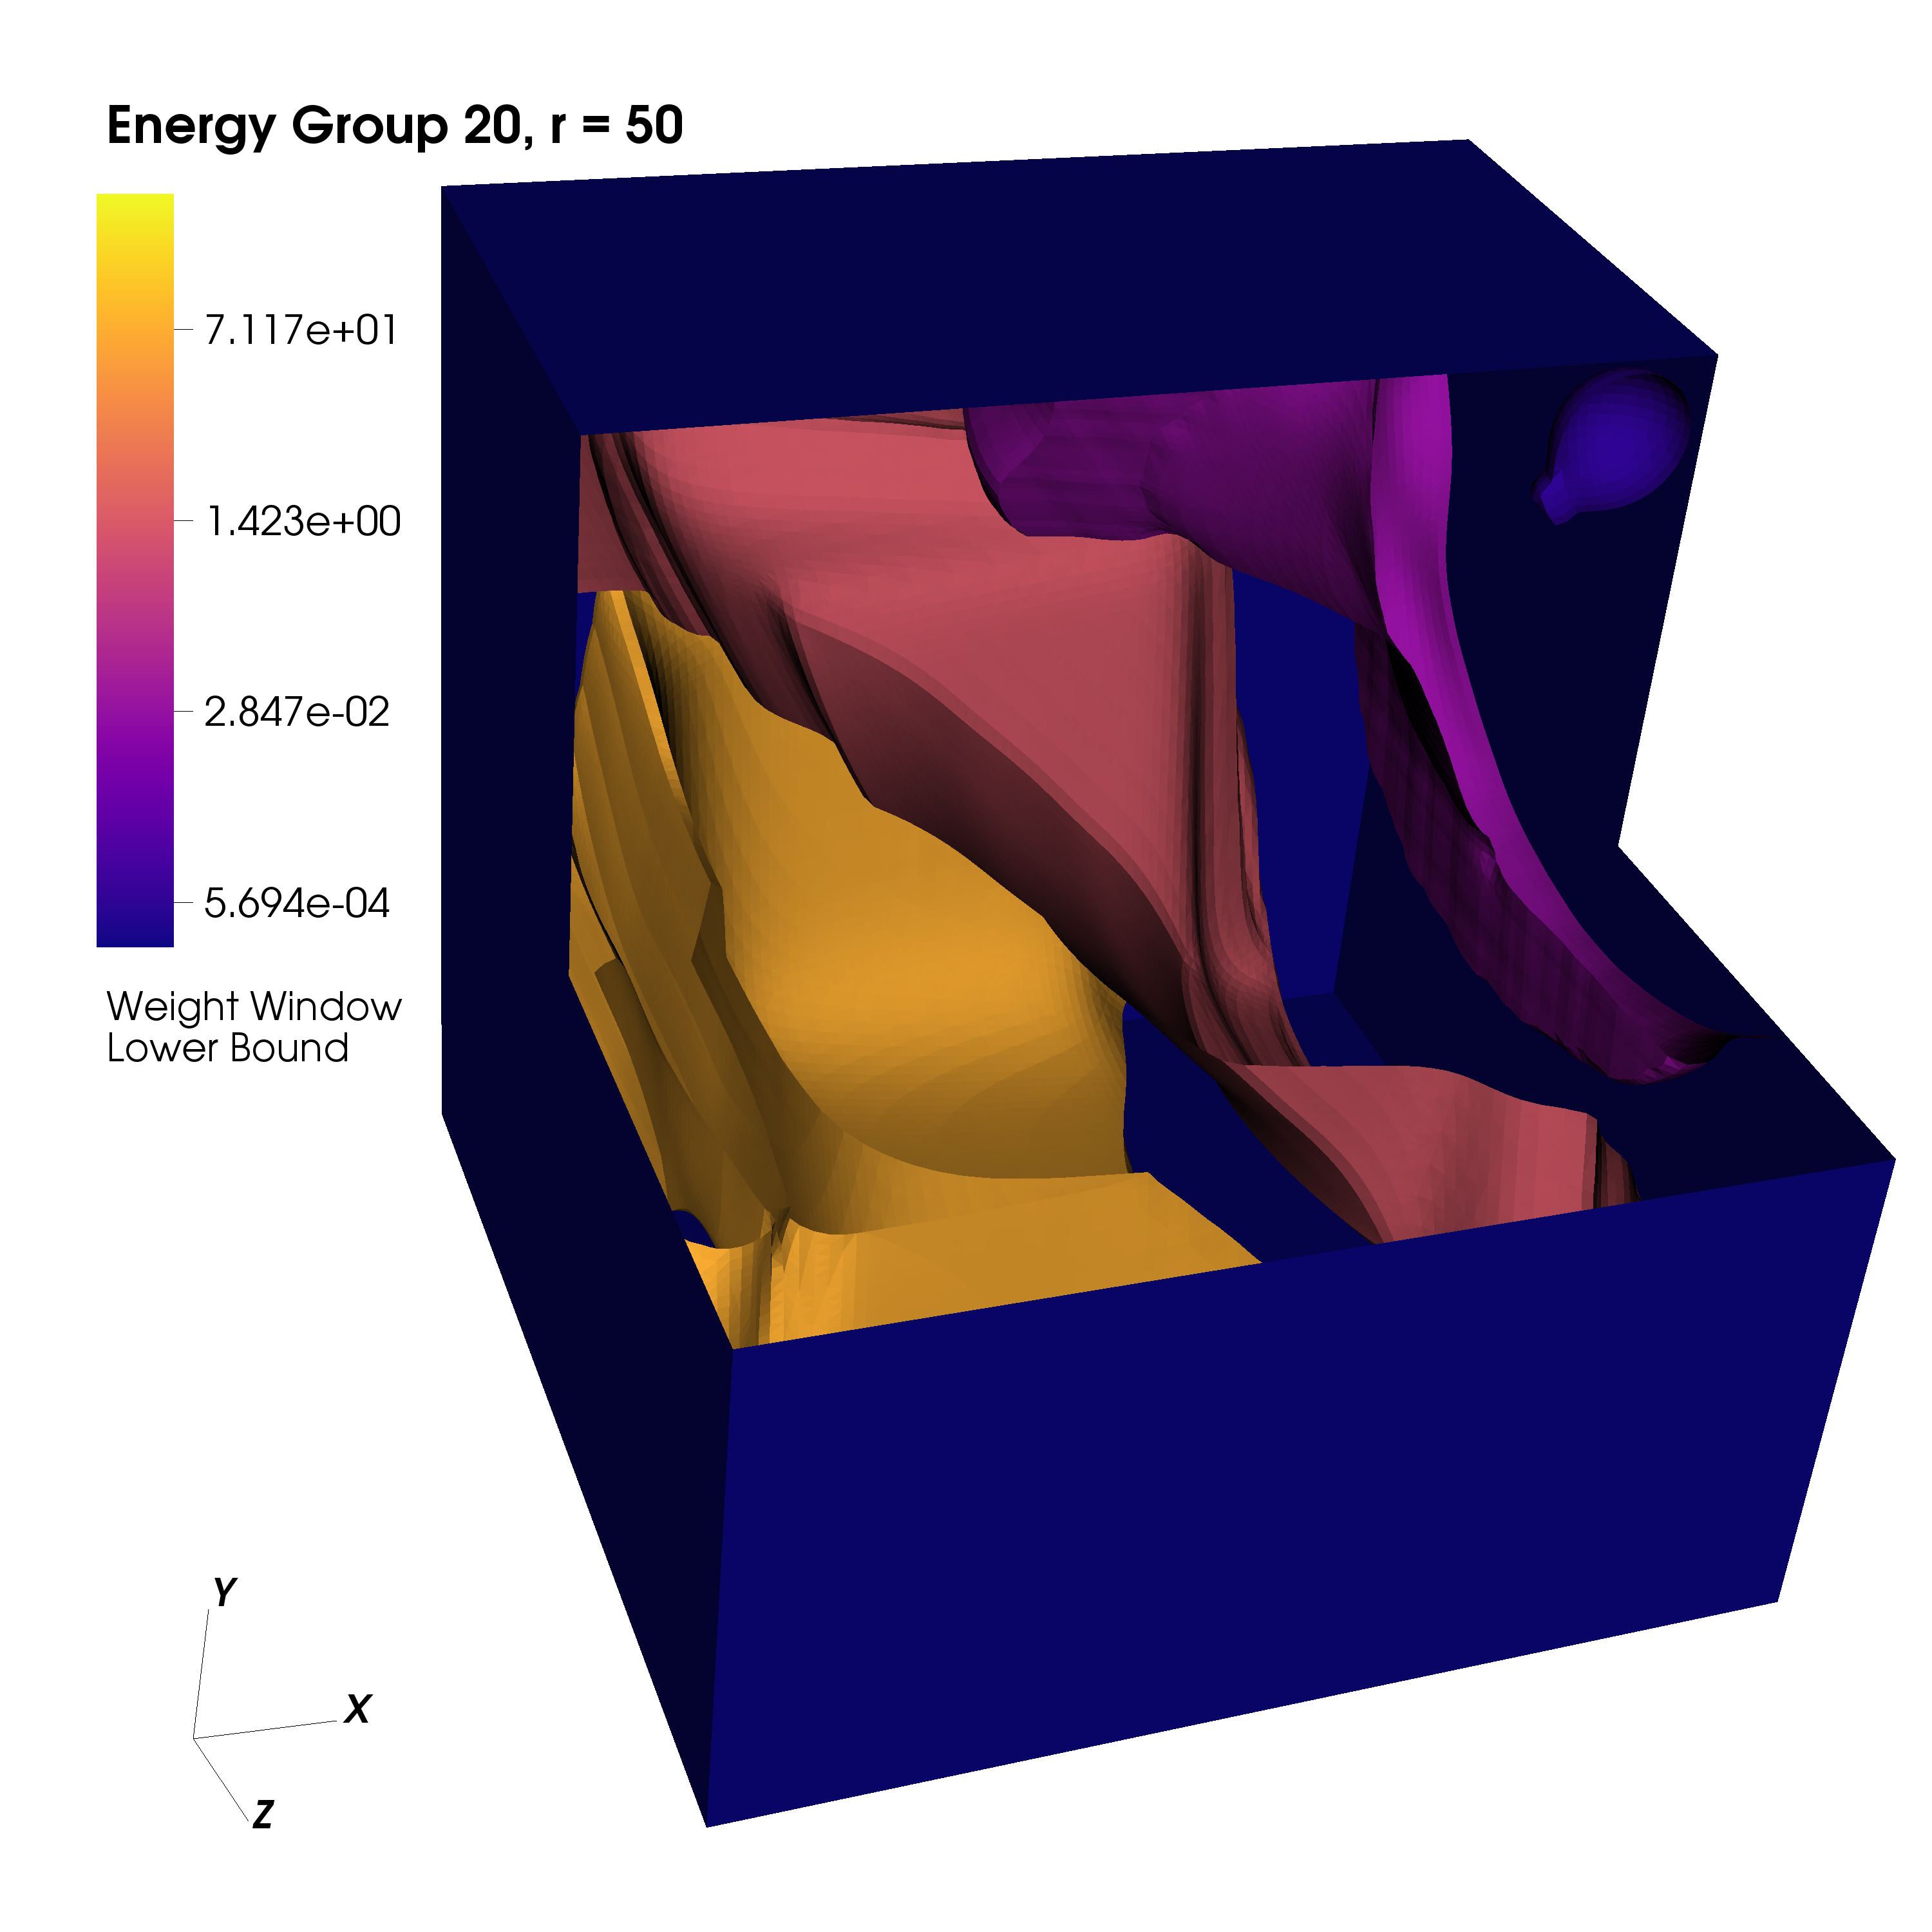 Energy Group 20, r = 50
7.117e+01
1.423e+00
2.847e-02
5.694e-04
Weight Window
Lower Bound
Y
X
Z